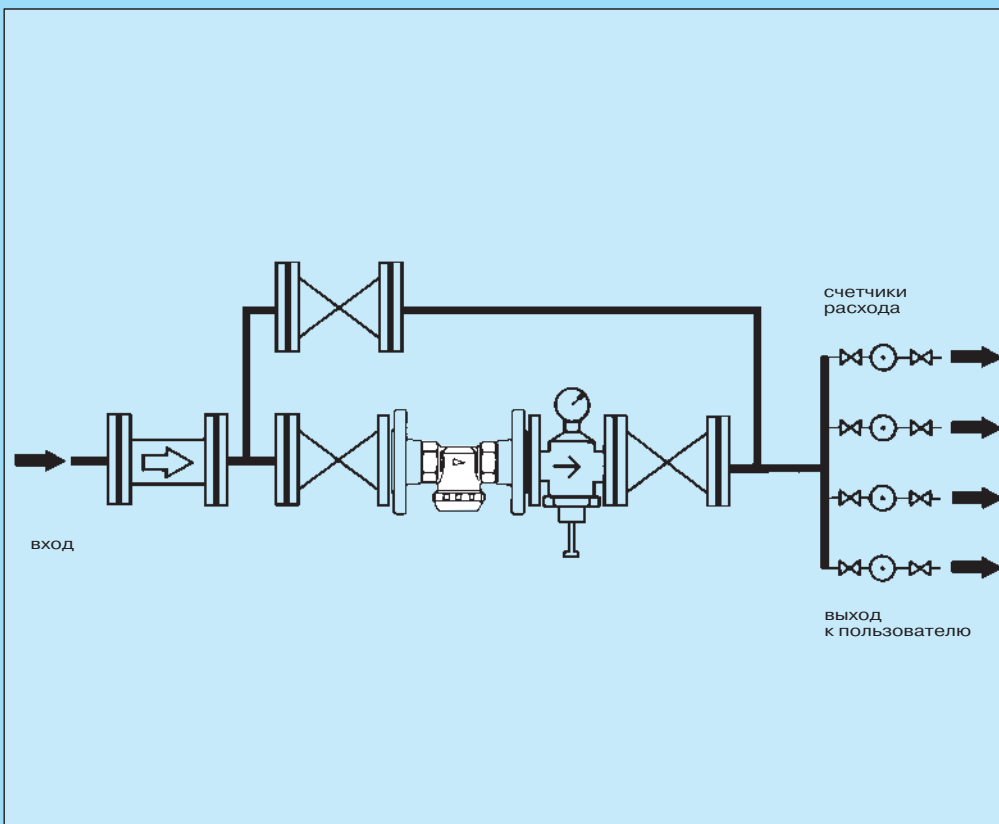 счетчики
расхода
вход
выход
к пользователю